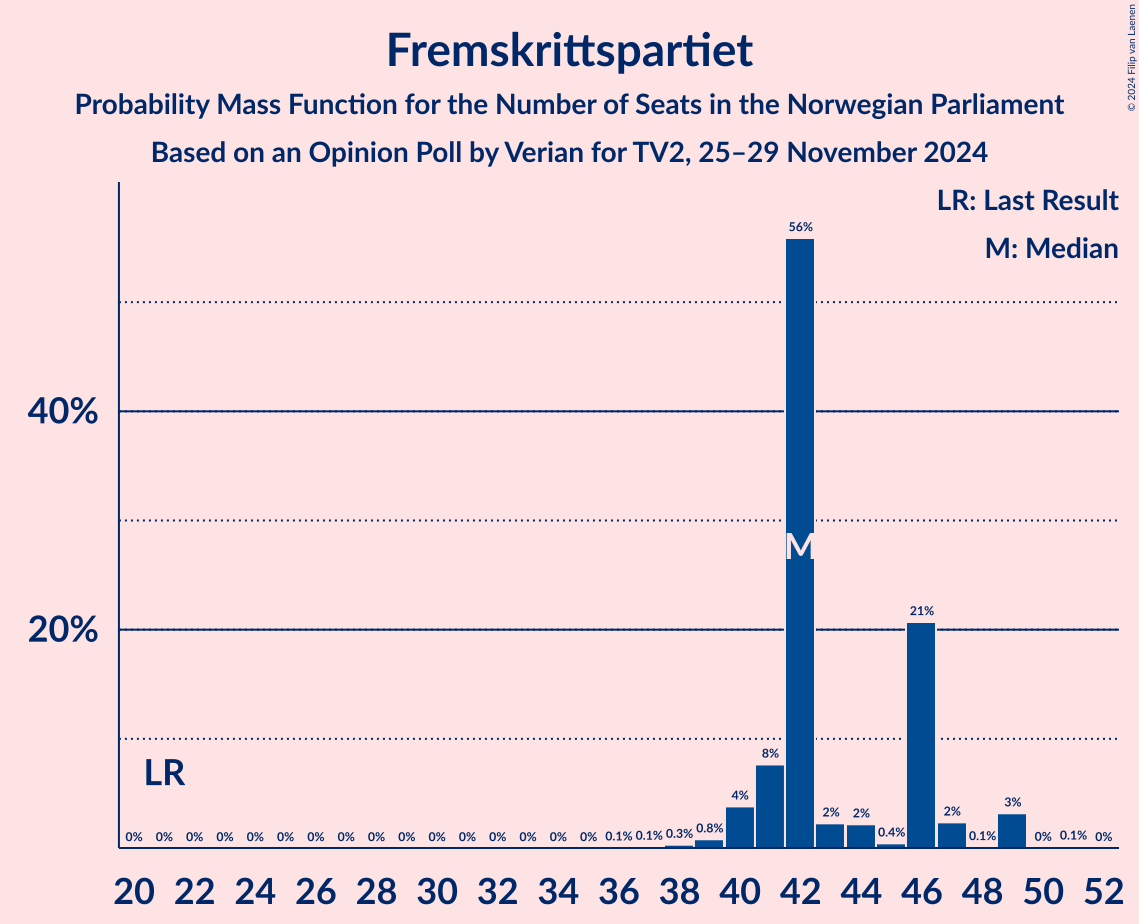 Fremskrittspartiet
Probability Mass Function for the Number of Seats in the Norwegian Parliament
Based on an Opinion Poll by Verian for TV2, 25–29 November 2024
© 2024 Filip van Laenen
LR: Last Result
M: Median
56%
40%
M
21%
20%
8%
LR
4%
3%
0% 0% 0% 0% 0% 0% 0% 0% 0% 0% 0% 0% 0% 0% 0% 0% 0.1% 0.1% 0.3% 0.8% 2% 2% 0.4% 2% 0.1% 0% 0.1% 0%
20 22 24 26 28 30 32 34 36 38 40 42 44 46 48 50 52